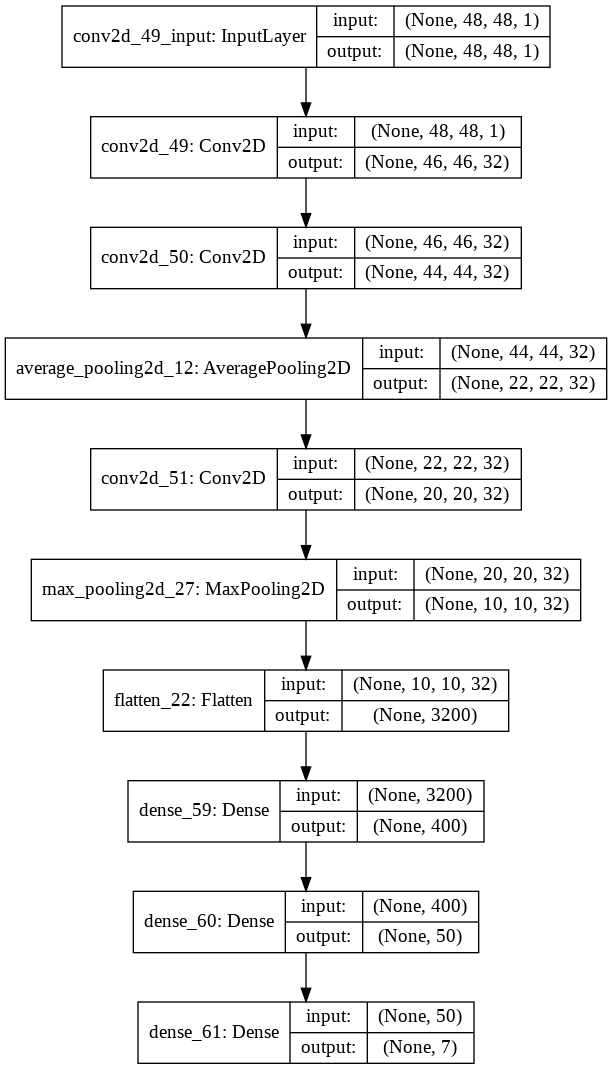 conv2d_49_input: InputLayer
input:
(None, 48, 48, 1)
output:
(None, 48, 48, 1)
conv2d_49: Conv2D
input:
(None, 48, 48, 1)
output:
(None, 46, 46, 32)
conv2d_50: Conv2D
input:
(None, 46, 46, 32)
output:
(None, 44, 44, 32)
average_pooling2d_12: AveragePooling2D
input:
(None, 44, 44, 32)
output:
(None, 22, 22, 32)
conv2d_51: Conv2D
input:
(None, 22, 22, 32)
output:
(None, 20, 20, 32)
max_pooling2d_27: MaxPooling2D
input:
(None, 20, 20, 32)
output:
(None, 10, 10, 32)
flatten_22: Flatten
input:
(None, 10, 10, 32)
output:
(None, 3200)
dense_59: Dense
input:
(None, 3200)
output:
(None, 400)
dense_60: Dense
input:
(None, 400)
output:
(None, 50)
dense_61: Dense
input:
(None, 50)
output:
(None, 7)